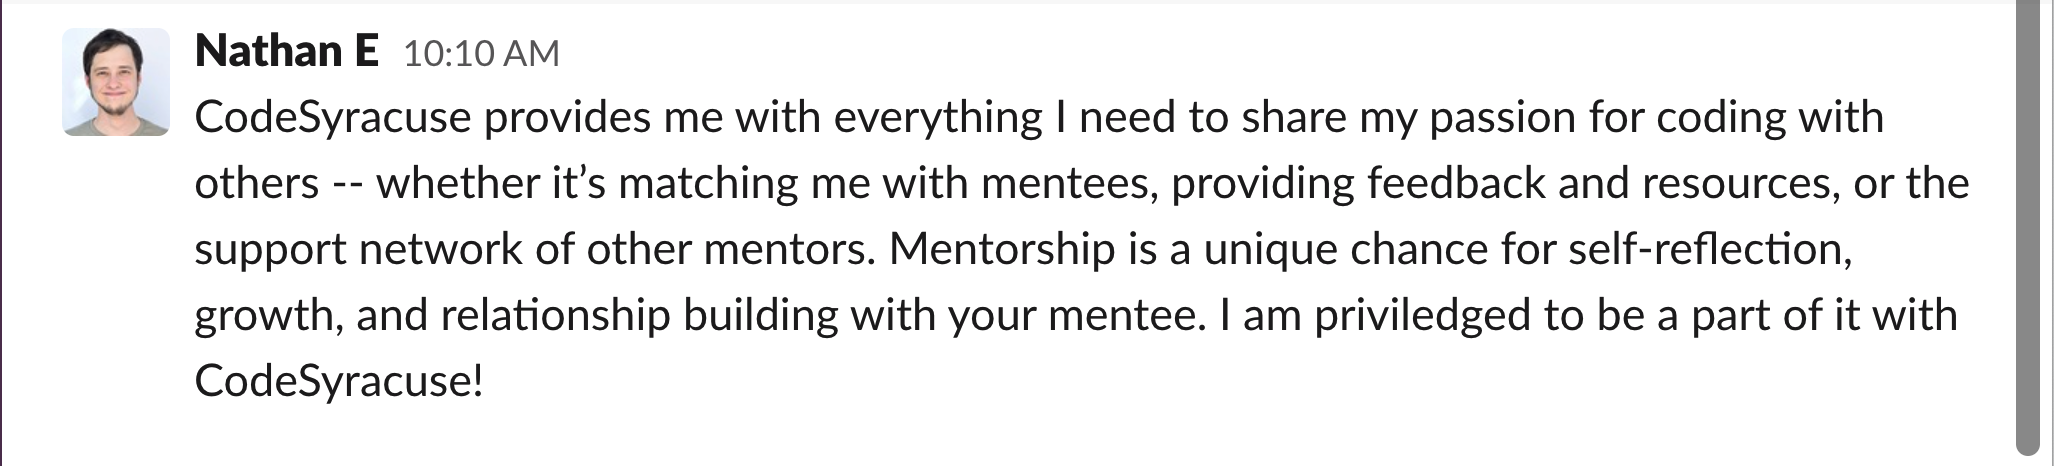 Nathan E 10:10 AM
CodeSyracuse provides me with everything I need to share my passion for coding with
others -- whether it’s matching me with mentees, providing feedback and resources, or the
support network of other mentors. Mentorship is a unique chance for self-reflection,
growth, and relationship building with your mentee. I am priviledged to be a part of it with
CodeSyracuse!